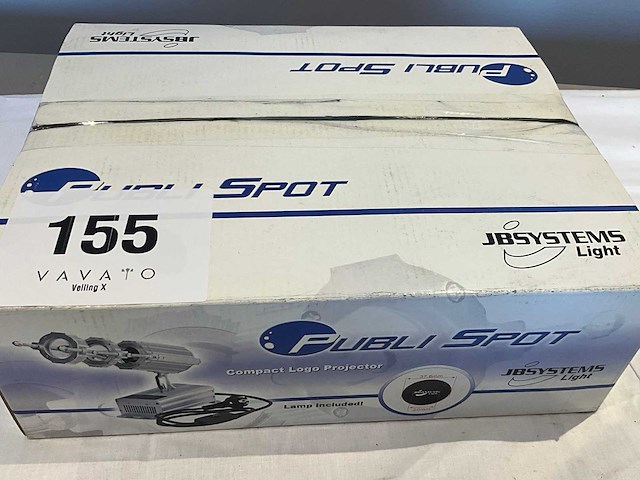 JBSYSTEMS
Light
PUBLI SPOT
PUBLI SPOT
155
VAVATO
Veiling X
JBSYSTEMS
Light
PUBLI SPOT
Compact Logo Projector
JBSYSTEMS
Light
Lamp Included!